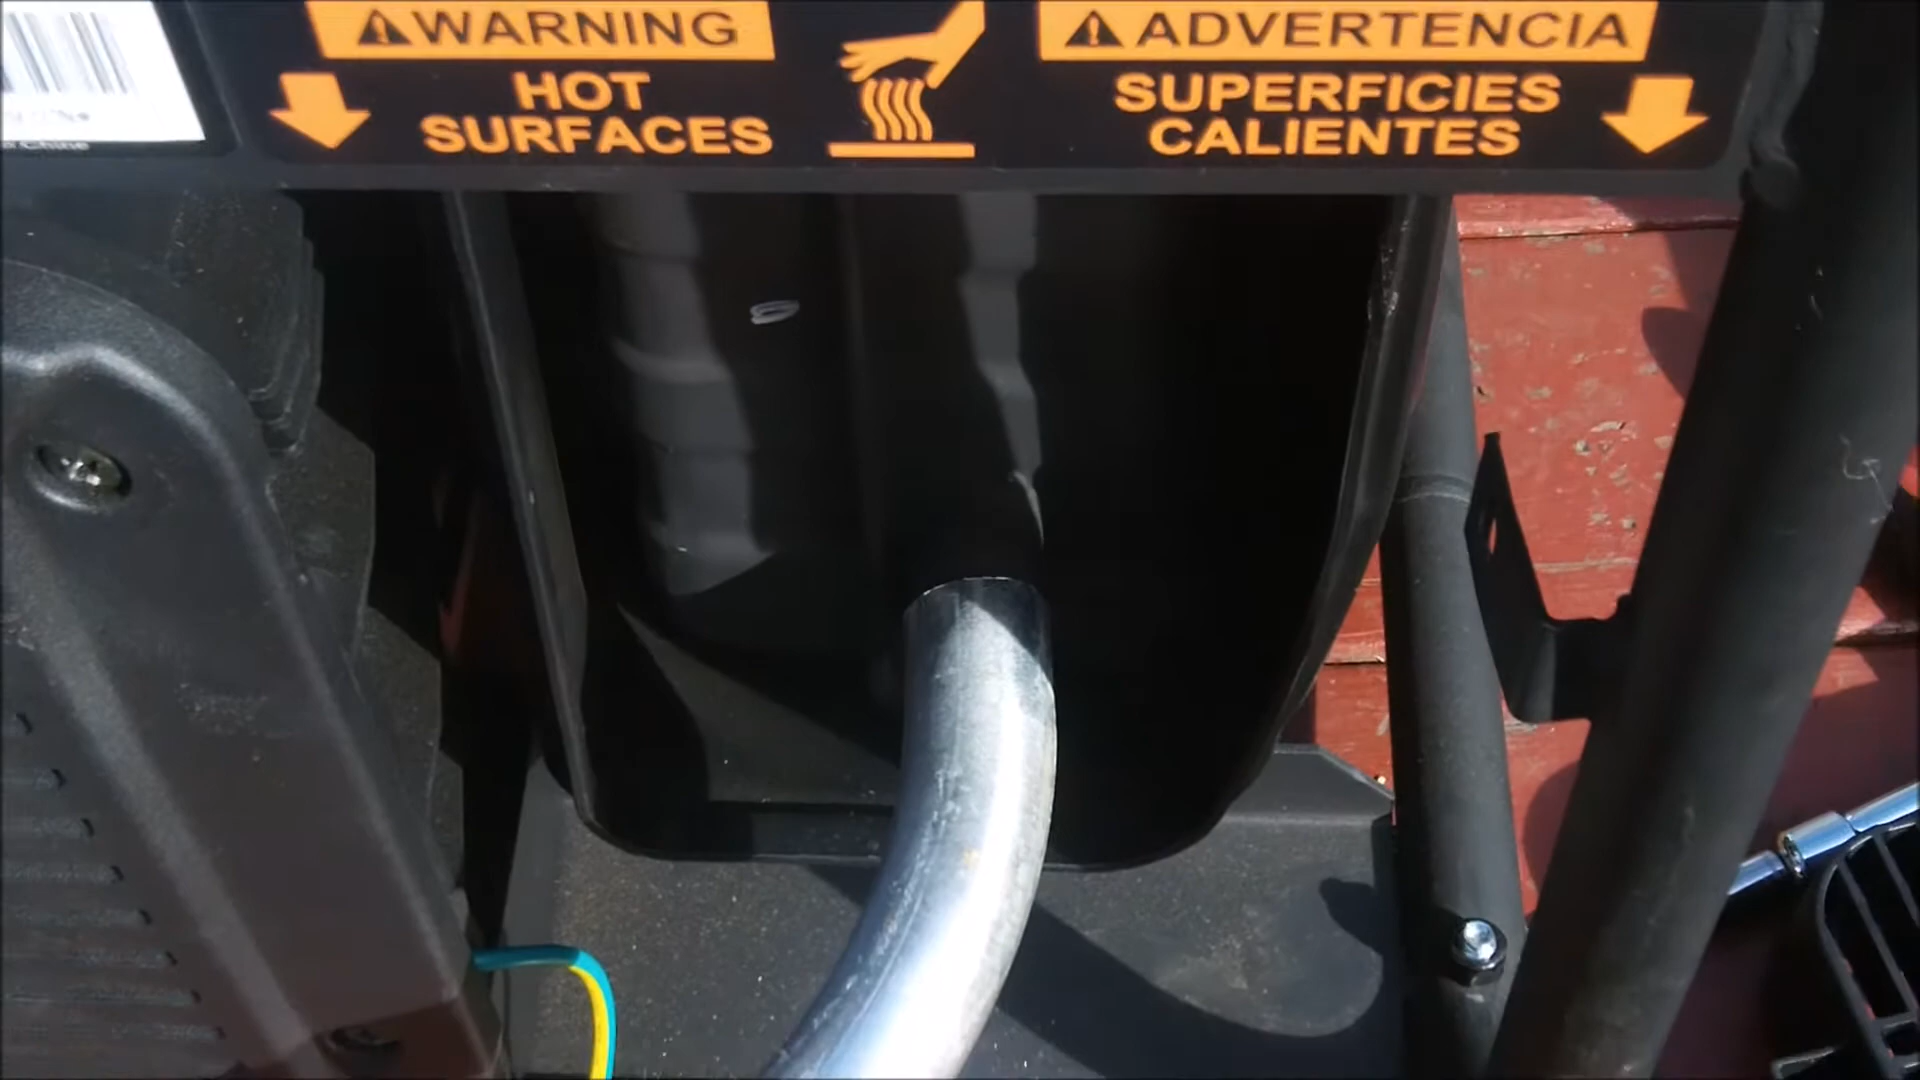 WARNING
HOT
SURFACES
ADVERTENCIA
SUPERFICIES
CALIENTES